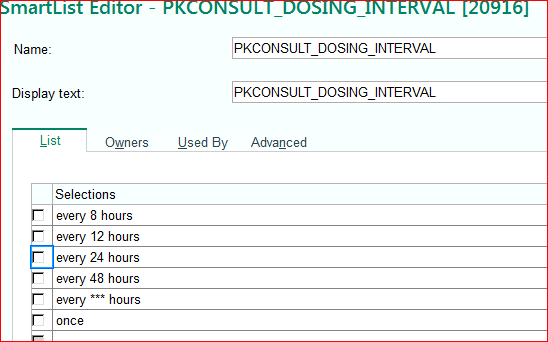 SmartList Editor - PKCONSULT_DOSING_INTERVAL [20916]
Name: PKCONSULT_DOSING_INTERVAL
Display text: PKCONSULT_DOSING_INTERVAL
List Owners Used By Advanced
Selections
every 8 hours
every 12 hours
every 24 hours
every 48 hours
every *** hours
once